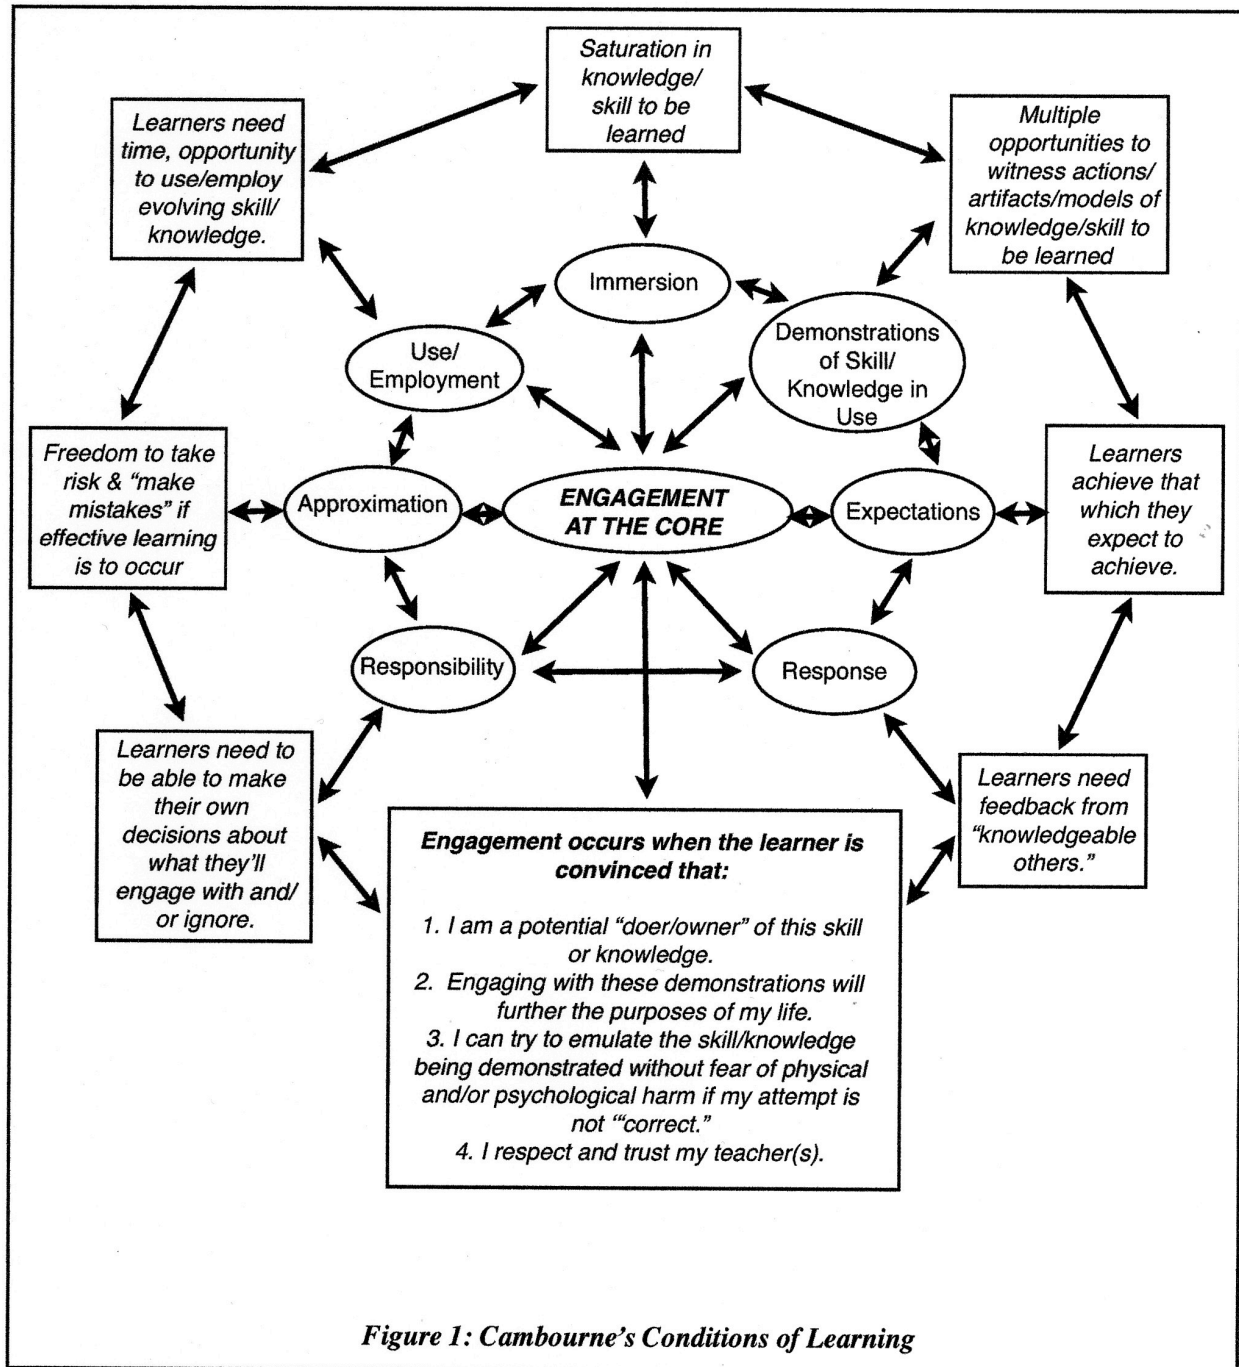 Saturation in
knowledge/
skill to be
learned
Learners need
time, opportunity
to use/employ
evolving skill/
knowledge.
Multiple
opportunities to
witness actions/
artifacts/models of
knowledge/skill to
be learned
Immersion
Use/
Employment
Demonstrations
of Skill/
Knowledge in
Use
Freedom to take
risk & “make
mistakes” if
effective learning
is to occur
Approximation
ENGAGEMENT
AT THE CORE
Expectations
Learners
achieve that
which they
expect to
achieve.
Responsibility
Response
Learners need to
be able to make
their own
decisions about
what they’ll
engage with and/
or ignore.
Learners need
feedback from
“knowledgeable
others.”
Engagement occurs when the learner is
convinced that:
1. I am a potential “doer/owner” of this skill
or knowledge.
2. Engaging with these demonstrations will
further the purposes of my life.
3. I can try to emulate the skill/knowledge
being demonstrated without fear of physical
and/or psychological harm if my attempt is
not ‘“correct.”
4. I respect and trust my teacher(s).
Figure 1: Cambourne’s Conditions of Learning